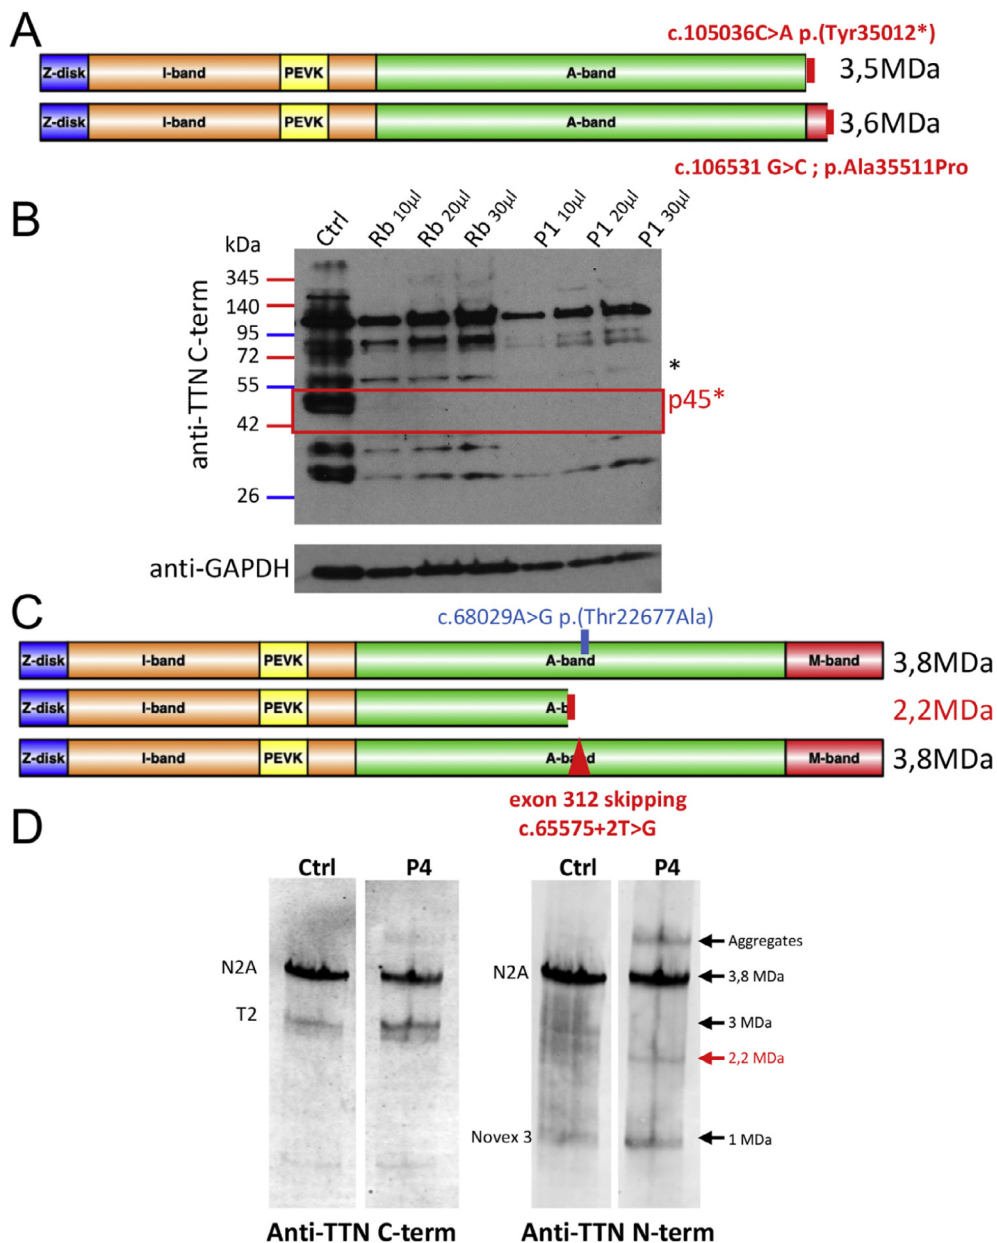 A
c.105036C>A p.(Tyr35012*)
Z-disk I-band PEVK A-band 3,5MDa
Z-disk I-band PEVK A-band 3,6MDa
c.106531 G>C ; p.Ala35511Pro
B
kDa Ctrl Rb 10µl Rb 20µl Rb 30µl P1 10µl P1 20µl P1 30µl
anti-TTN C-term
345
140
95
72
*
55
p45*
42
26
anti-GAPDH
C
c.68029A>G p.(Thr22677Ala)
Z-disk I-band PEVK A-band M-band 3,8MDa
Z-disk I-band PEVK A-b 2,2MDa
Z-disk I-band PEVK A-band M-band 3,8MDa
exon 312 skipping
c.65575+2T>G
D
Ctrl P4 Ctrl P4
Aggregates
N2A N2A 3,8 MDa
T2 3 MDa
2,2 MDa
Novex 3 1 MDa
Anti-TTN C-term Anti-TTN N-term